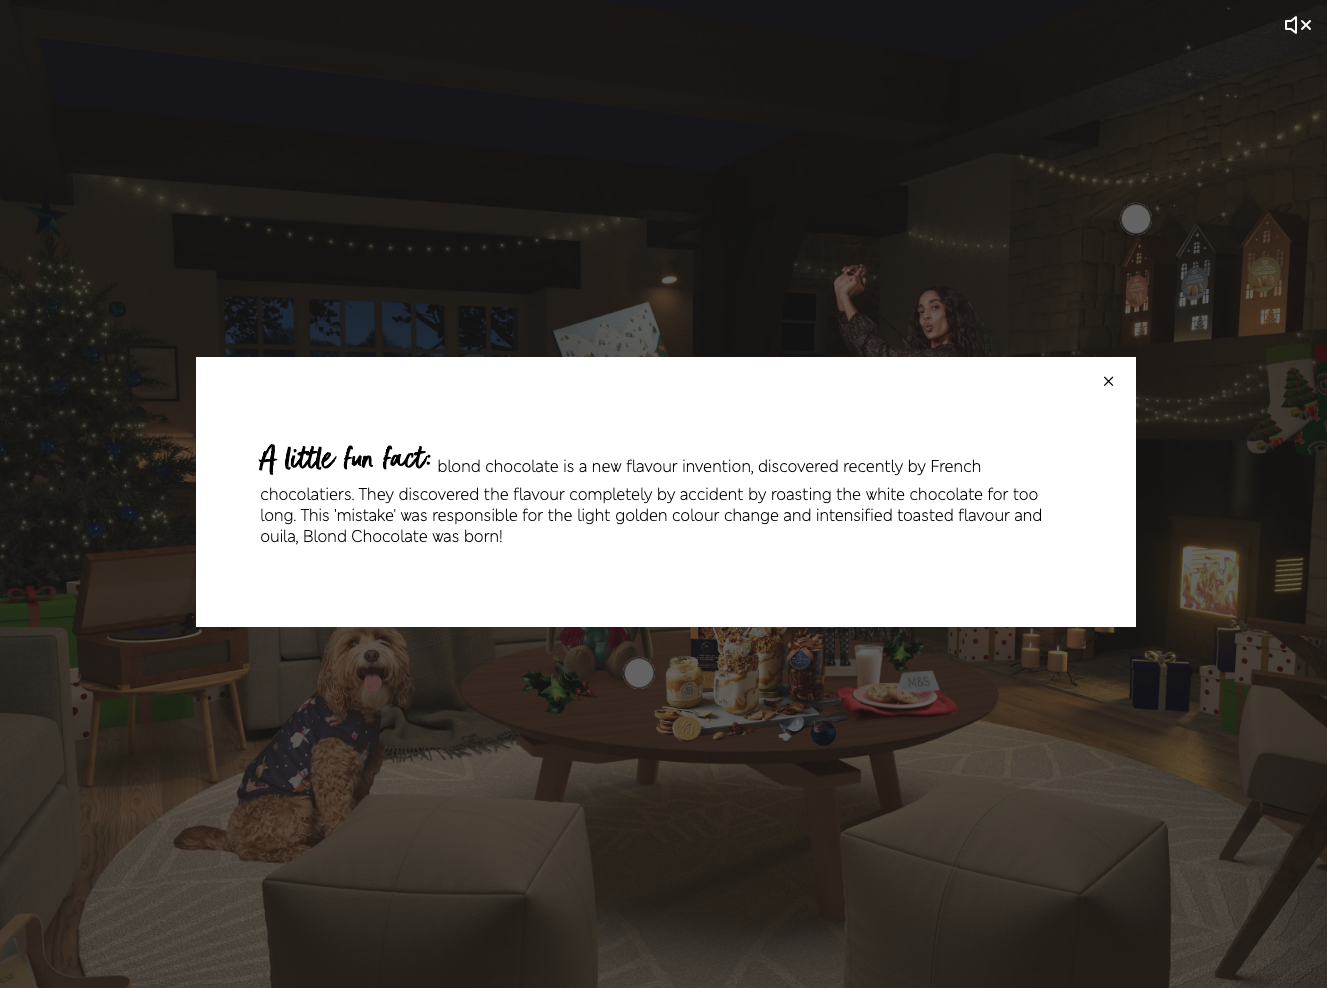 A little fun fact: blond chocolate is a new flavour invention, discovered recently by French
chocolatiers. They discovered the flavour completely by accident by roasting the white chocolate for too
long. This 'mistake' was responsible for the light golden colour change and intensified toasted flavour and
ouila, Blond Chocolate was born!
M&S